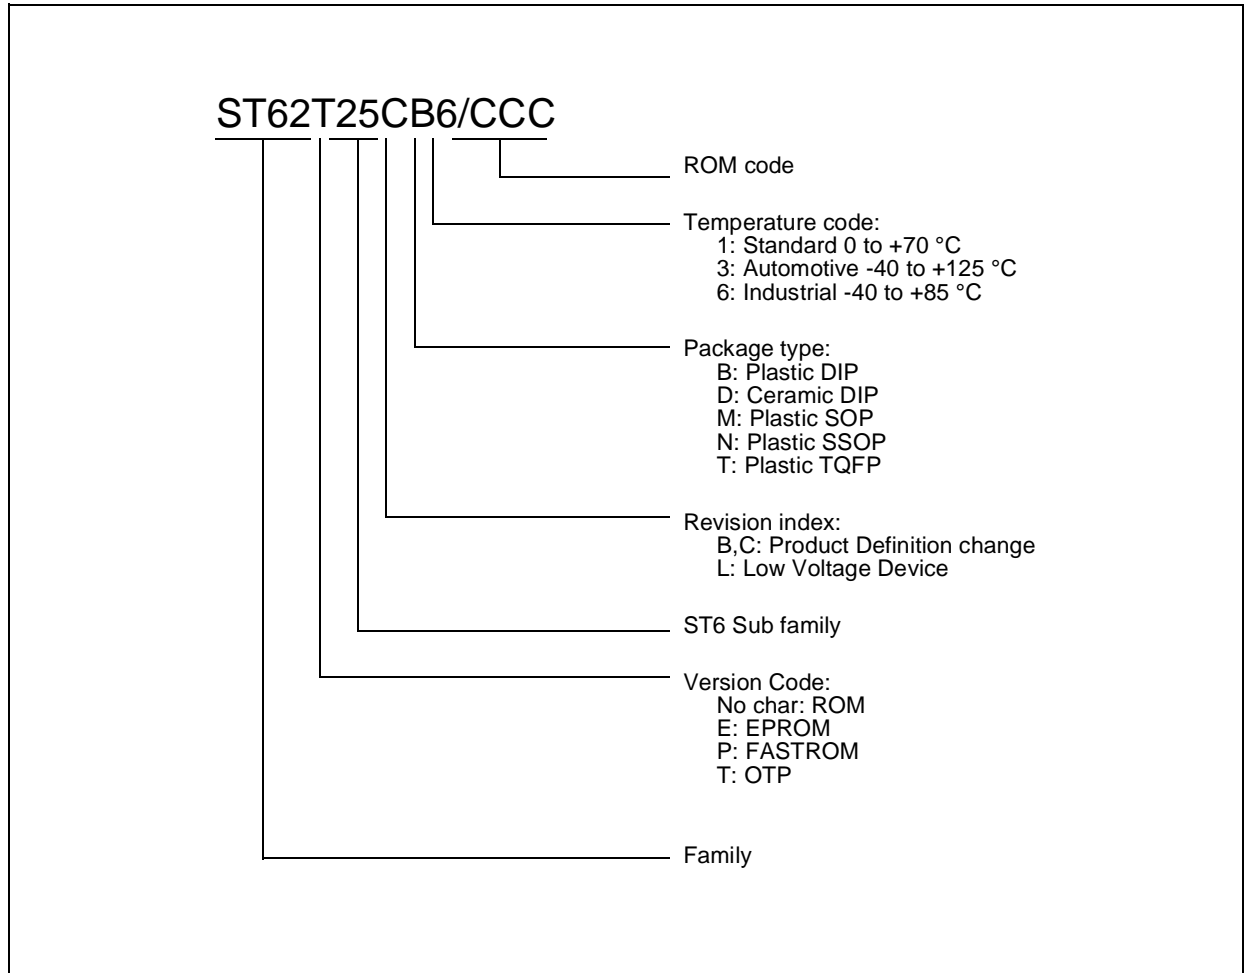 ST62T25CB6/CCC
ROM code
Temperature code:
1: Standard 0 to +70 °C
3: Automotive -40 to +125 °C
6: Industrial -40 to +85 °C
Package type:
B: Plastic DIP
D: Ceramic DIP
M: Plastic SOP
N: Plastic SSOP
T: Plastic TQFP
Revision index:
B,C: Product Definition change
L: Low Voltage Device
ST6 Sub family
Version Code:
No char: ROM
E: EPROM
P: FASTROM
T: OTP
Family